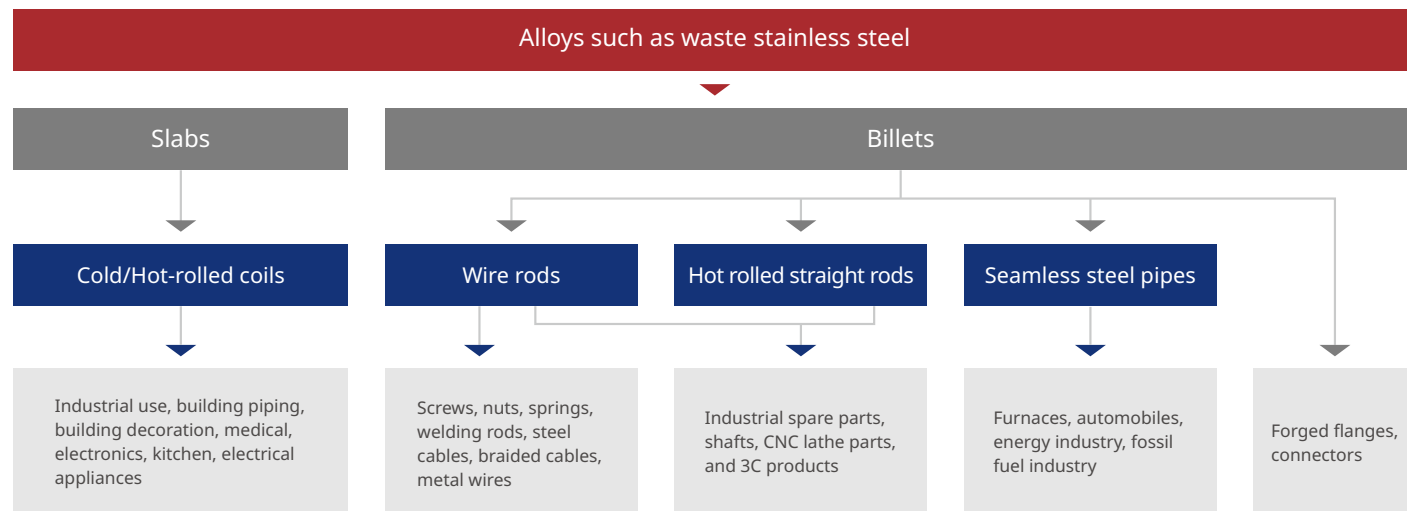 Alloys such as waste stainless steel
Slabs
Billets
Cold/Hot-rolled coils
Wire rods
Hot rolled straight rods
Seamless steel pipes
Industrial use, building piping,
building decoration, medical,
electronics, kitchen, electrical
appliances
Screws, nuts, springs,
welding rods, steel
cables, braided cables,
metal wires
Industrial spare parts,
shafts, CNC lathe parts,
and 3C products
Furnaces, automobiles,
energy industry, fossil
fuel industry
Forged flanges,
connectors